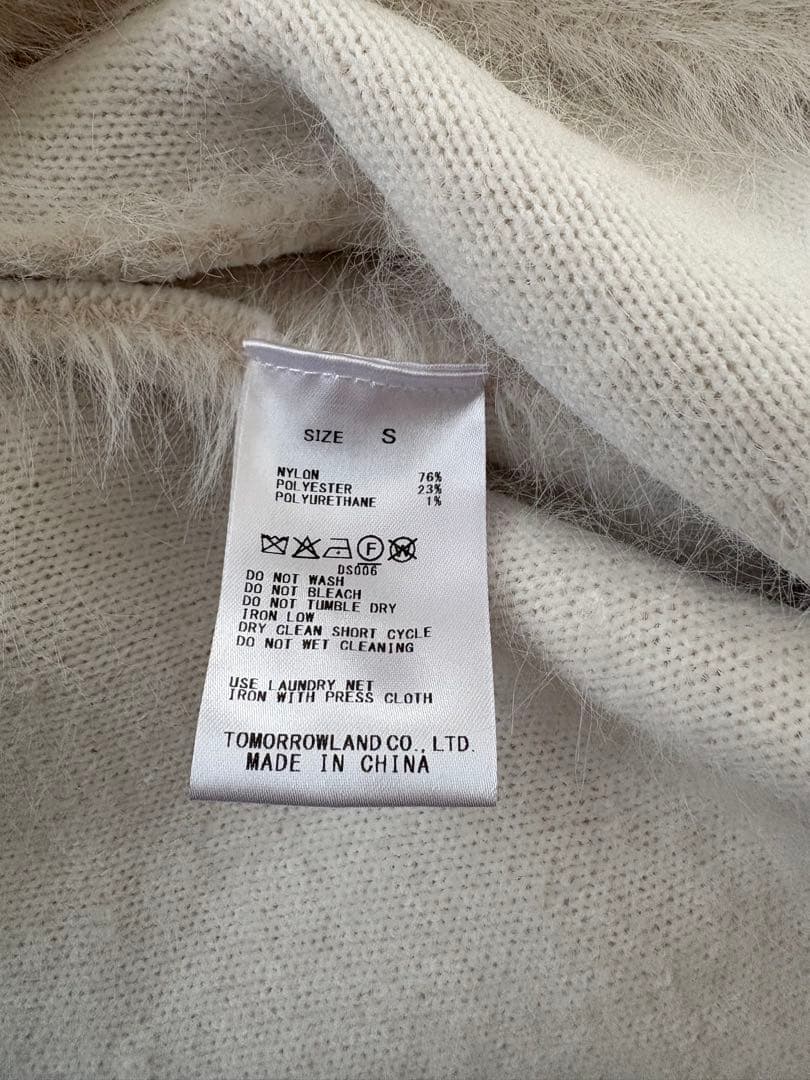 SIZE S
NYLON 76%
POLYESTER 23%
POLYURETHANE 1%
F W
DS006
DO NOT WASH
DO NOT BLEACH
DO NOT TUMBLE DRY
IRON LOW
DRY CLEAN SHORT CYCLE
DO NOT WET CLEANING
USE LAUNDRY NET
IRON WITH PRESS CLOTH
TOMORROWLAND CO., LTD.
MADE IN CHINA